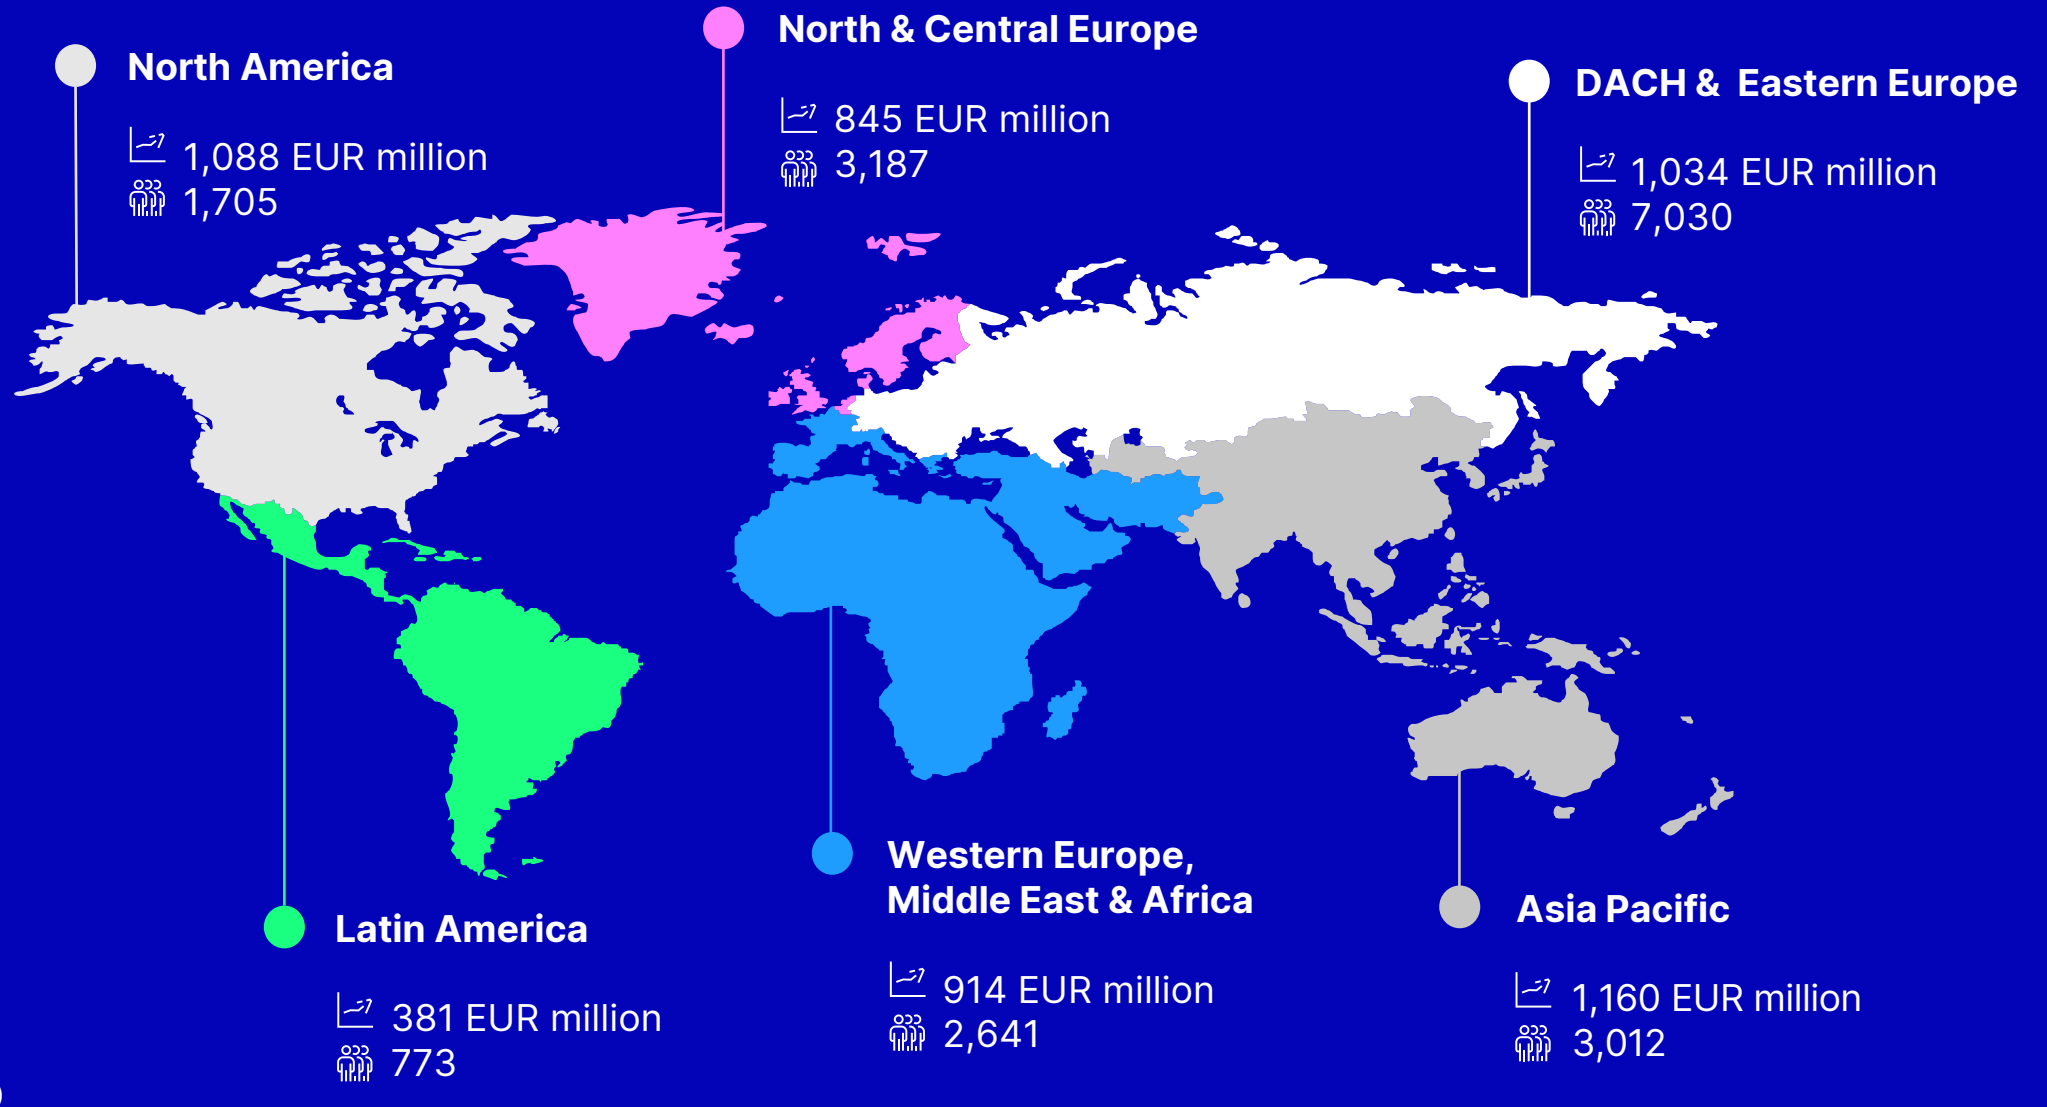 North America
1,088 EUR million
1,705
North & Central Europe
845 EUR million
3,187
DACH & Eastern Europe
1,034 EUR million
7,030
Latin America
381 EUR million
773
Western Europe,
Middle East & Africa
914 EUR million
2,641
Asia Pacific
1,160 EUR million
3,012